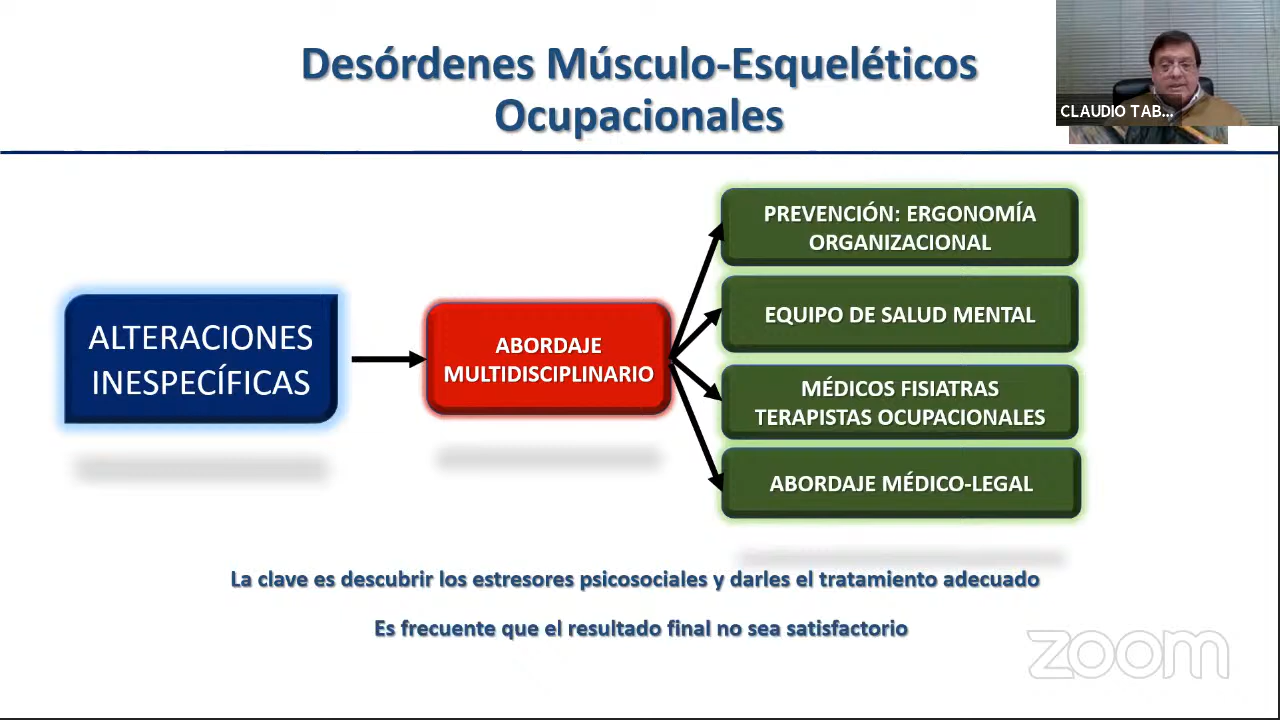 Desórdenes Músculo-Esqueléticos
Ocupacionales
CLAUDIO TAB...
ALTERACIONES
INESPECÍFICAS
ABORDAJE
MULTIDISCIPLINARIO
PREVENCIÓN: ERGONOMÍA
ORGANIZACIONAL
EQUIPO DE SALUD MENTAL
MÉDICOS FISIATRAS
TERAPISTAS OCUPACIONALES
ABORDAJE MÉDICO-LEGAL
La clave es descubrir los estresores psicosociales y darles el tratamiento adecuado
Es frecuente que el resultado final no sea satisfactorio
zoom